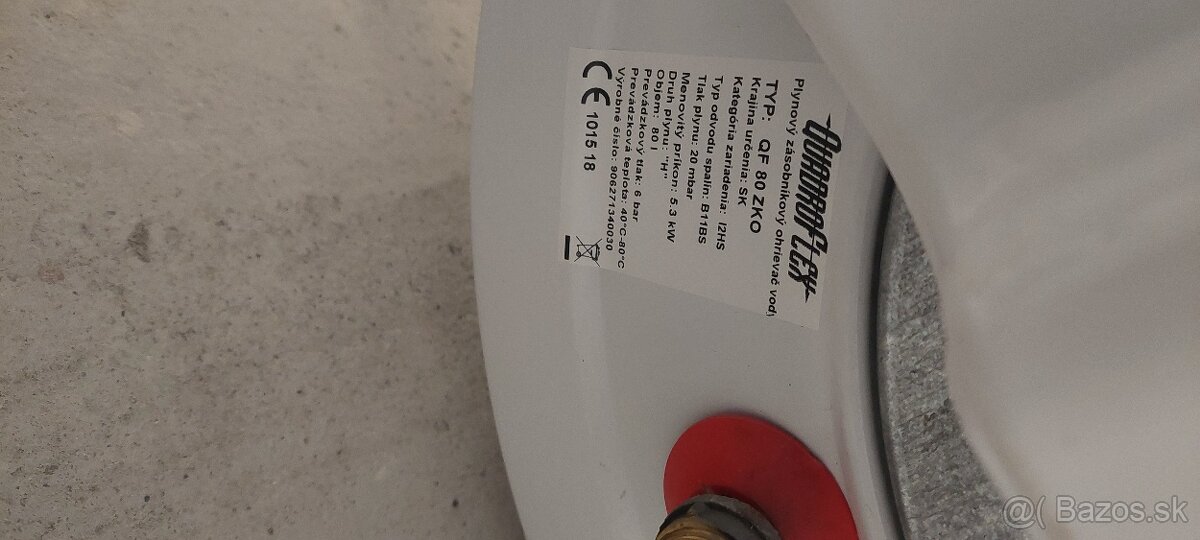 QUADROFLEX
Plynový zásobníkový ohrievač vody
TYP: QF 80 ZKO
Krajina určenia: SK
Kategória zariadenia: I2HS
Typ odvodu spalín: B11BS
Tlak plynu: 20 mbar
Menovitý príkon: 5.3 kW
Druh plynu: "H"
Objem: 80 l
Prevádzkový tlak: 6 bar
Prevádzková teplota: 40°C-80°C
Výrobné číslo: 906271340030
CE 1015 18
@( Bazos.sk